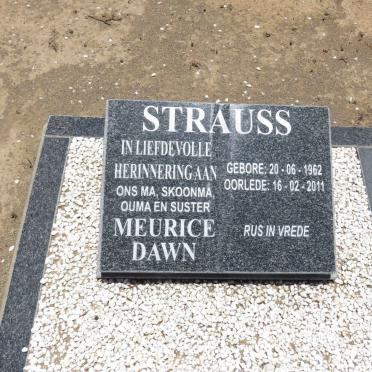 STRAUSS
IN LIEFDEVOLLE
HERINNERING AAN
ONS MA, SKOONMA,
OUMA EN SUSTER
MEURICE
DAWN
GEBORE: 20 - 06 - 1962
OORLEDE: 16 - 02 - 2011
RUS IN VREDE